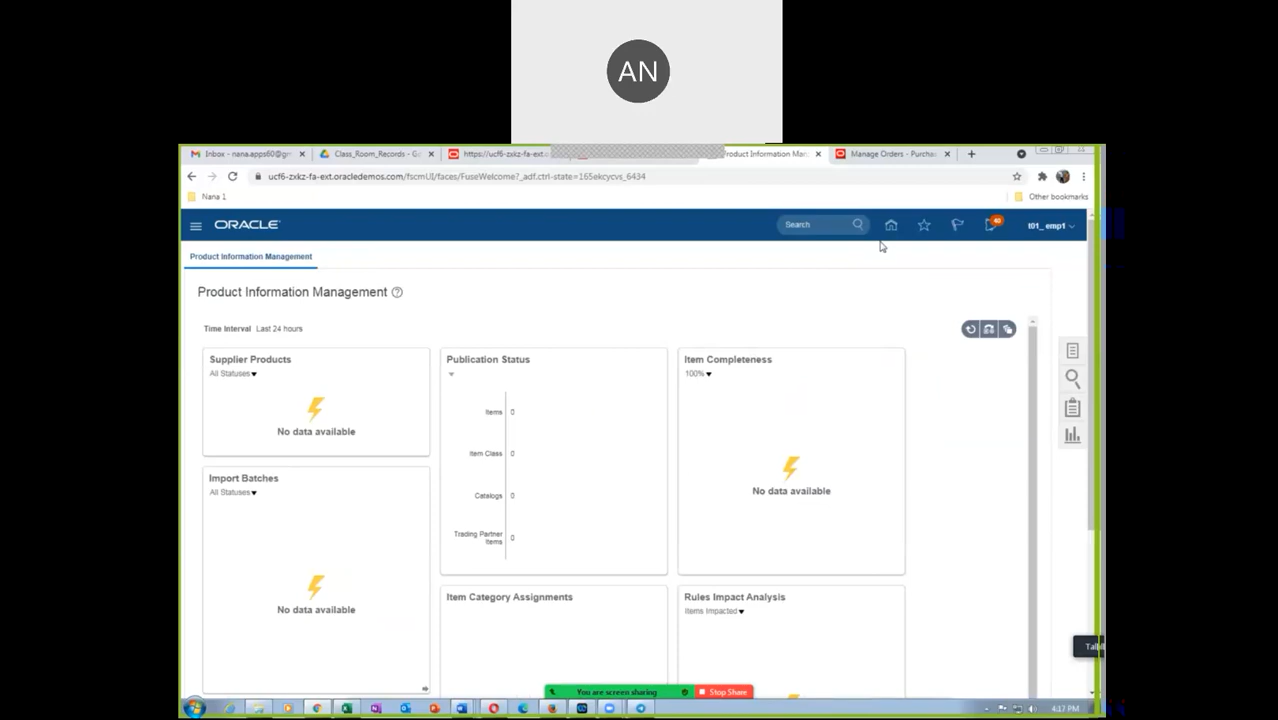 AN
Inbox - nana.apps60@gm
Class_Room_Records - G
https://ucf6-zxkz-fa-ext.oracledemos
Product Information Man
Manage Orders - Purcha
ucf6-zxkz-fa-ext.oracledemos.com/fscmUI/faces/FuseWelcome?_adf.ctrl-state=165ekcycvs_6434
Nana 1
Other bookmarks
ORACLE
Search
40
t01_emp1
Product Information Management
Product Information Management
Time Interval Last 24 hours
Supplier Products
All Statuses
No data available
Import Batches
All Statuses
No data available
Publication Status
Items 0
Item Class 0
Catalogs 0
Trading Partner
Items 0
Item Completeness
100%
No data available
Item Category Assignments
Rules Impact Analysis
Items Impacted
You are screen sharing
Stop Share
4:17 PM